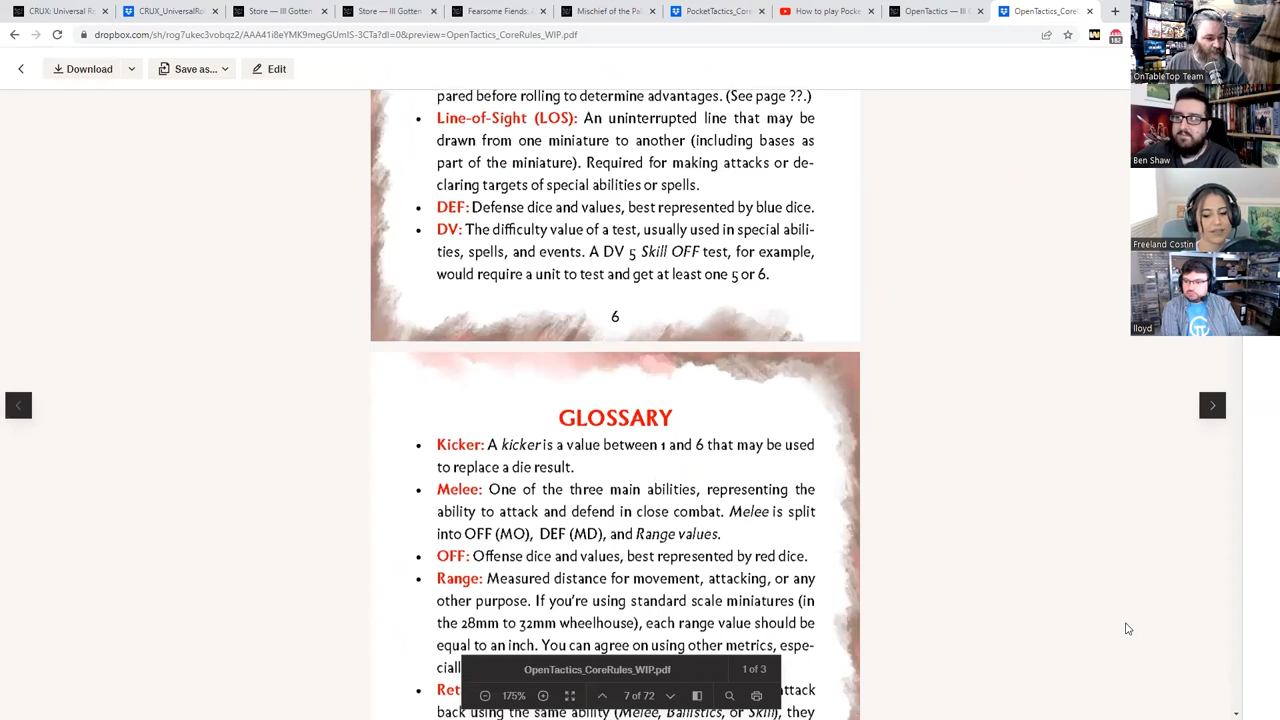 CRUX: Universal Ro
CRUX_UniversalRo
Store — Ill Gotten
Store — Ill Gotten
Fearsome Fiends:
Mischief of the Pa
PocketTactics_Core
How to play Pocke
OpenTactics — Ill G
OpenTactics_Core
dropbox.com/sh/rog7ukec3vobqz2/AAA41i8eYMK9megGUmIS-3CTa?dl=0&preview=OpenTactics_CoreRules_WIP.pdf
182
Download
Save as...
Edit
pared before rolling to determine advantages. (See page ??.)
• Line-of-Sight (LOS): An uninterrupted line that may be
drawn from one miniature to another (including bases as
part of the miniature). Required for making attacks or de-
claring targets of special abilities or spells.
• DEF: Defense dice and values, best represented by blue dice.
• DV: The difficulty value of a test, usually used in special abili-
ties, spells, and events. A DV 5 Skill OFF test, for example,
would require a unit to test and get at least one 5 or 6.
6
GLOSSARY
• Kicker: A kicker is a value between 1 and 6 that may be used
to replace a die result.
• Melee: One of the three main abilities, representing the
ability to attack and defend in close combat. Melee is split
into OFF (MO), DEF (MD), and Range values.
• OFF: Offense dice and values, best represented by red dice.
• Range: Measured distance for movement, attacking, or any
other purpose. If you're using standard scale miniatures (in
the 28mm to 32mm wheelhouse), each range value should be
equal to an inch. You can agree on using other metrics, espe-
ciall
• Ret
attack
back using the same ability (Melee, Ballistics, or Skill), they
OpenTactics_CoreRules_WIP.pdf
1 of 3
175%
7 of 72
OnTableTop Team
Ben Shaw
Freeland Costin
lloyd